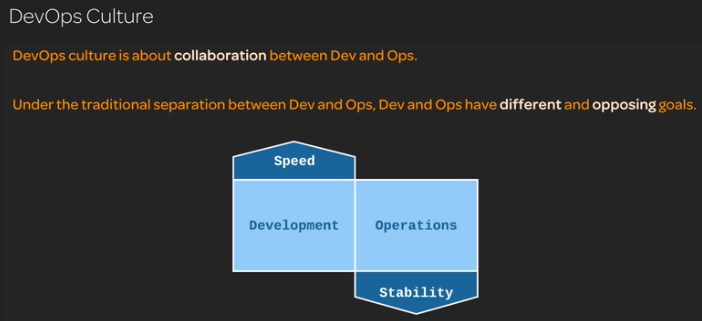 DevOps Culture
DevOps culture is about collaboration between Dev and Ops.
Under the traditional separation between Dev and Ops, Dev and Ops have different and opposing goals.
Speed
Development Operations
Stability